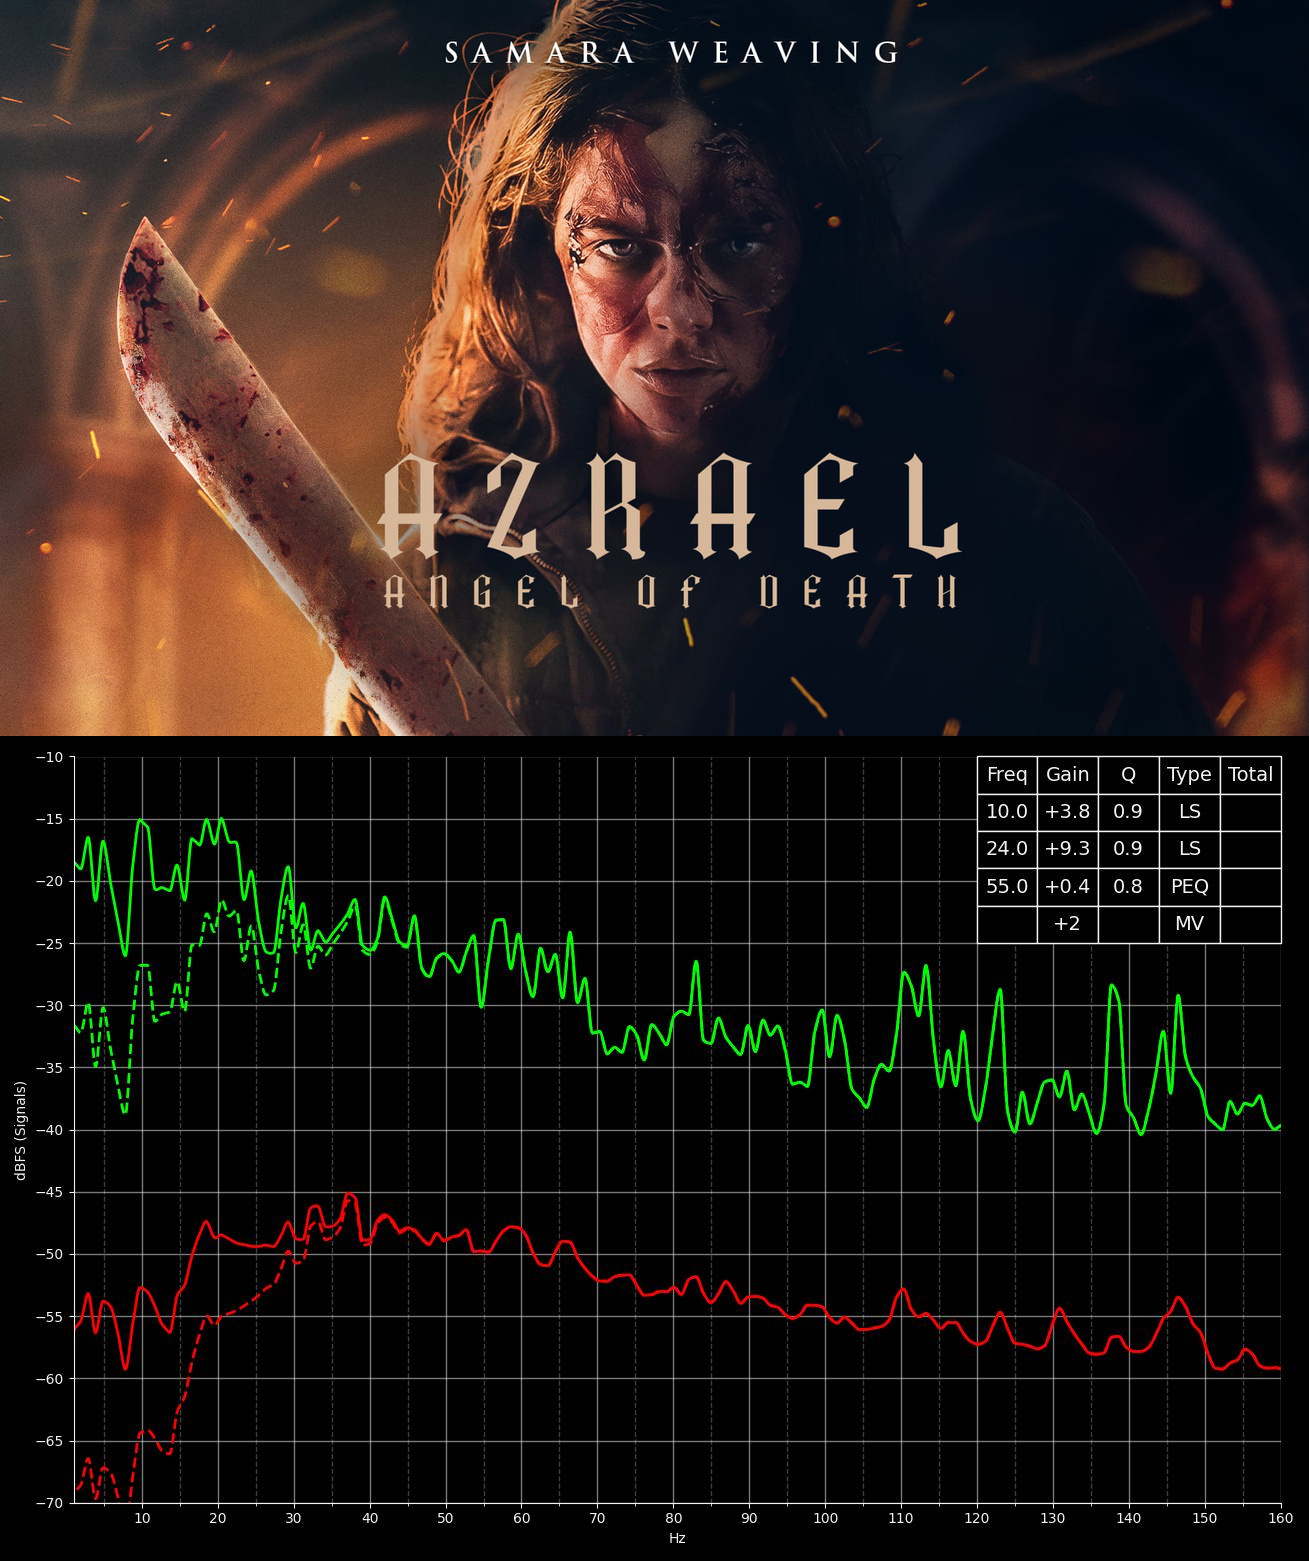 SAMARA WEAVING
AZRAEL
ANGEL OF DEATH
Freq Gain Q Type Total
10.0 +3.8 0.9 LS
24.0 +9.3 0.9 LS
55.0 +0.4 0.8 PEQ
+2 MV
−10
−15
−20
−25
−30
−35
−40
−45
−50
−55
−60
−65
−70
dBFS (Signals)
10 20 30 40 50 60 70 80 90 100 110 120 130 140 150 160
Hz